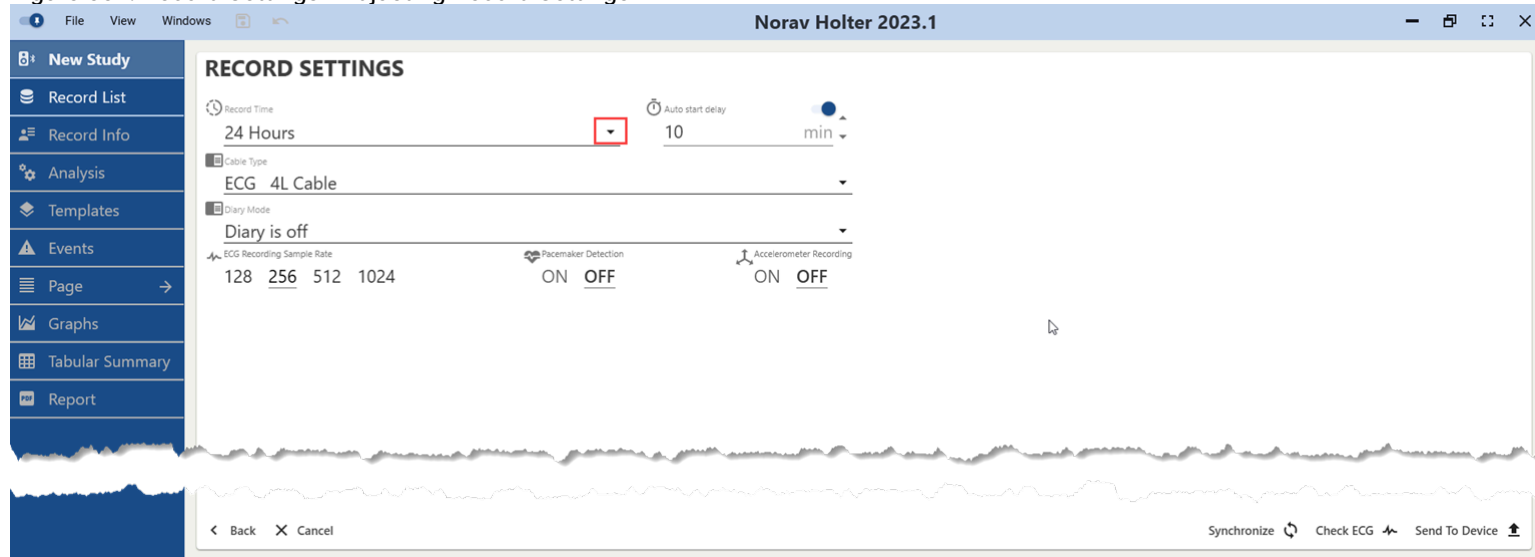 File View Windows Norav Holter 2023.1
New Study
Record List
Record Info
Analysis
Templates
Events
Page
Graphs
Tabular Summary
Report
RECORD SETTINGS
Record Time Auto start delay
24 Hours 10 min
Cable Type
ECG 4L Cable
Diary Mode
Diary is off
ECG Recording Sample Rate Pacemaker Detection Accelerometer Recording
128 256 512 1024 ON OFF ON OFF
Back Cancel Synchronize Check ECG Send To Device